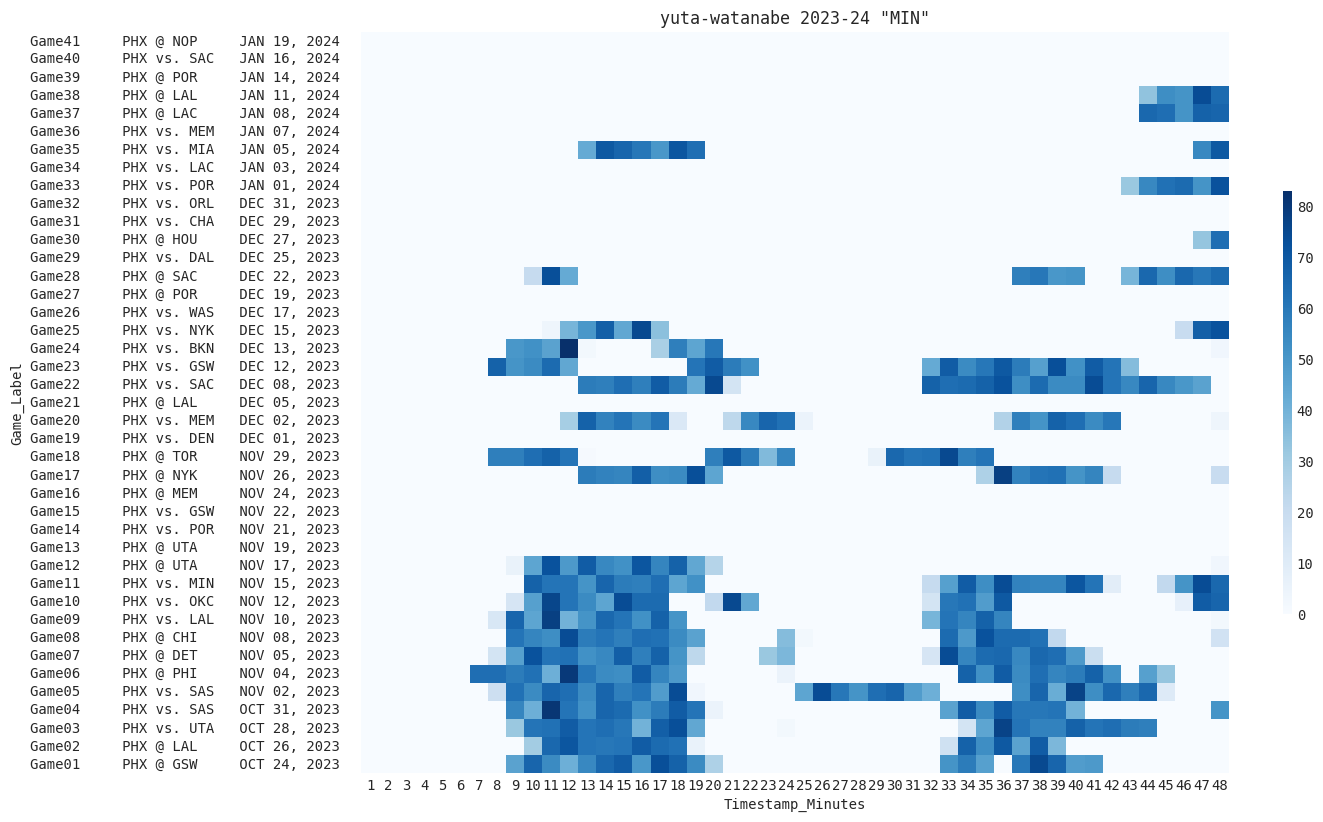 yuta-watanabe 2023-24 "MIN"
Game41 PHX @ NOP JAN 19, 2024
Game40 PHX vs. SAC JAN 16, 2024
Game39 PHX @ POR JAN 14, 2024
Game38 PHX @ LAL JAN 11, 2024
Game37 PHX @ LAC JAN 08, 2024
Game36 PHX vs. MEM JAN 07, 2024
Game35 PHX vs. MIA JAN 05, 2024
Game34 PHX vs. LAC JAN 03, 2024
Game33 PHX vs. POR JAN 01, 2024
Game32 PHX vs. ORL DEC 31, 2023
Game31 PHX vs. CHA DEC 29, 2023
Game30 PHX @ HOU DEC 27, 2023
Game29 PHX vs. DAL DEC 25, 2023
Game28 PHX @ SAC DEC 22, 2023
Game27 PHX @ POR DEC 19, 2023
Game26 PHX vs. WAS DEC 17, 2023
Game25 PHX vs. NYK DEC 15, 2023
Game24 PHX vs. BKN DEC 13, 2023
Game23 PHX vs. GSW DEC 12, 2023
Game22 PHX vs. SAC DEC 08, 2023
Game21 PHX @ LAL DEC 05, 2023
Game20 PHX vs. MEM DEC 02, 2023
Game19 PHX vs. DEN DEC 01, 2023
Game18 PHX @ TOR NOV 29, 2023
Game17 PHX @ NYK NOV 26, 2023
Game16 PHX @ MEM NOV 24, 2023
Game15 PHX vs. GSW NOV 22, 2023
Game14 PHX vs. POR NOV 21, 2023
Game13 PHX @ UTA NOV 19, 2023
Game12 PHX @ UTA NOV 17, 2023
Game11 PHX vs. MIN NOV 15, 2023
Game10 PHX vs. OKC NOV 12, 2023
Game09 PHX vs. LAL NOV 10, 2023
Game08 PHX @ CHI NOV 08, 2023
Game07 PHX @ DET NOV 05, 2023
Game06 PHX @ PHI NOV 04, 2023
Game05 PHX vs. SAS NOV 02, 2023
Game04 PHX vs. SAS OCT 31, 2023
Game03 PHX vs. UTA OCT 28, 2023
Game02 PHX @ LAL OCT 26, 2023
Game01 PHX @ GSW OCT 24, 2023
Game_Label
1 2 3 4 5 6 7 8 9 10 11 12 13 14 15 16 17 18 19 20 21 22 23 24 25 26 27 28 29 30 31 32 33 34 35 36 37 38 39 40 41 42 43 44 45 46 47 48
Timestamp_Minutes
80
70
60
50
40
30
20
10
0